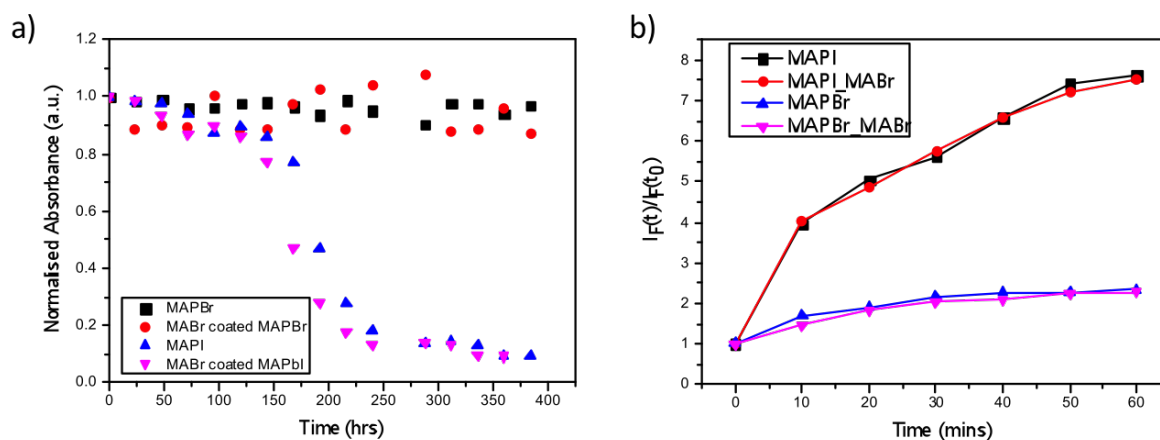 a)
Normalised Absorbance (a.u.)
1.2
1.0
0.8
0.6
0.4
0.2
0.0
MAPBr
MABr coated MAPBr
MAPI
MABr coated MAPbI
0 50 100 150 200 250 300 350 400
Time (hrs)
b)
I_F(t)/I_F(t_0)
8
7
6
5
4
3
2
1
0
MAPI
MAPI_MABr
MAPBr
MAPBr_MABr
0 10 20 30 40 50 60
Time (mins)